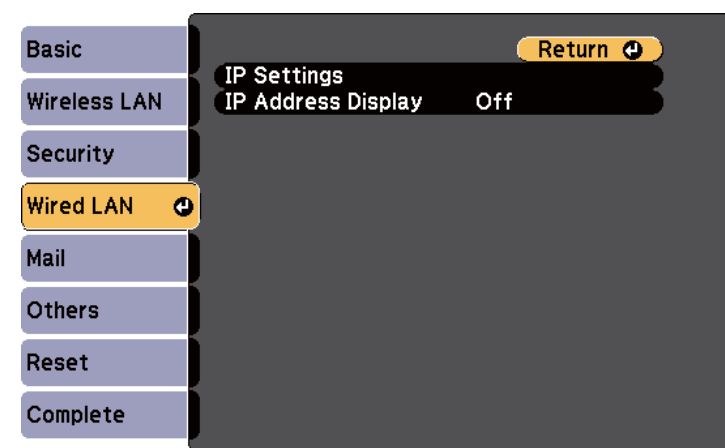 Basic
Wireless LAN
Security
Wired LAN
Mail
Others
Reset
Complete
Return
IP Settings
IP Address Display Off